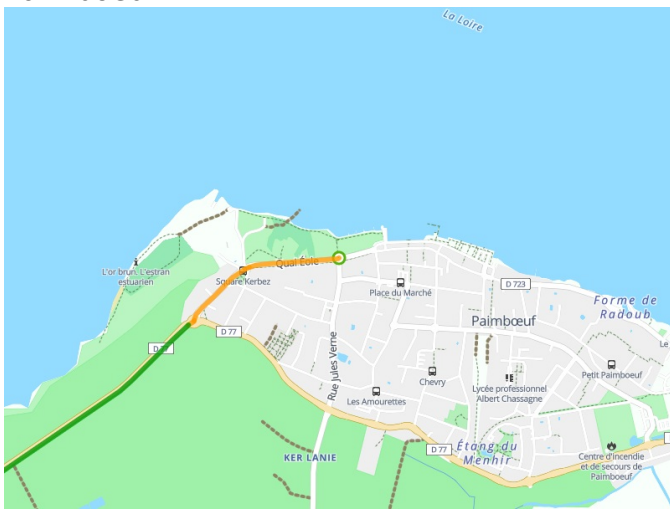 La Loire
L'or brun. L'estran
estuarien
Quai Éole
Square Kerbez
Place du Marché
D 723
Forme de
Radoub
Paimbœuf
D 77
Rue Jules Verne
Le
Petit Paimboeuf
Chevry
Lycée professionnel
Albert Chassagne
Les Amourettes
KER LANIE
D 77
Étang du
Menhir
Centre d'incendie
et de secours de
Paimboeuf